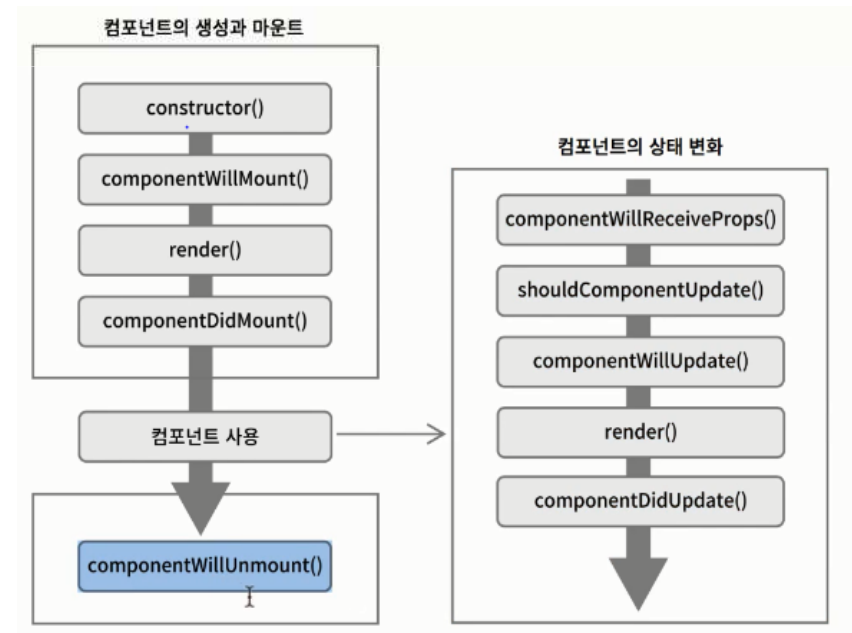 컴포넌트의 생성과 마운트
constructor()
componentWillMount()
render()
componentDidMount()
컴포넌트 사용
componentWillUnmount()
컴포넌트의 상태 변화
componentWillReceiveProps()
shouldComponentUpdate()
componentWillUpdate()
render()
componentDidUpdate()